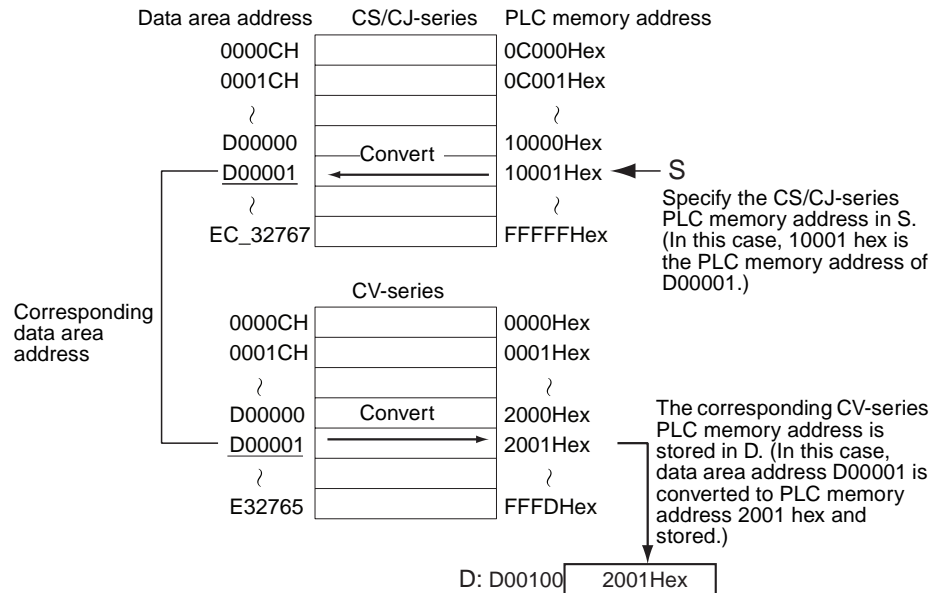 Data area address CS/CJ-series PLC memory address
0000CH 0C000Hex
0001CH 0C001Hex
~ ~
D00000 10000Hex
D00001 Convert 10001Hex S
~ ~
EC_32767 FFFFFHex
Specify the CS/CJ-series
PLC memory address in S.
(In this case, 10001 hex is
the PLC memory address of
D00001.)
Corresponding
data area
address
CV-series
0000CH 0000Hex
0001CH 0001Hex
~ ~
D00000 Convert 2000Hex
D00001 2001Hex
~ ~
E32765 FFFDHex
The corresponding CV-series
PLC memory address is
stored in D. (In this case,
data area address D00001 is
converted to PLC memory
address 2001 hex and
stored.)
D: D00100 2001Hex